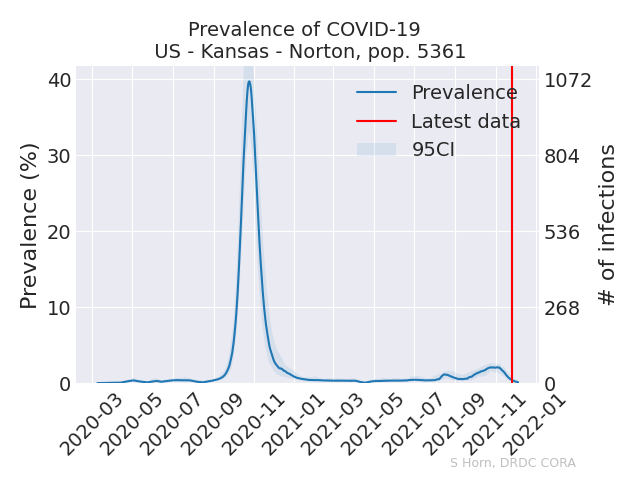 Prevalence of COVID-19
US - Kansas - Norton, pop. 5361
Prevalence
Latest data
95CI
Prevalence (%)
40
30
20
10
0
# of infections
1072
804
536
268
0
2020-03
2020-05
2020-07
2020-09
2020-11
2021-01
2021-03
2021-05
2021-07
2021-09
2021-11
2022-01
S Horn, DRDC CORA